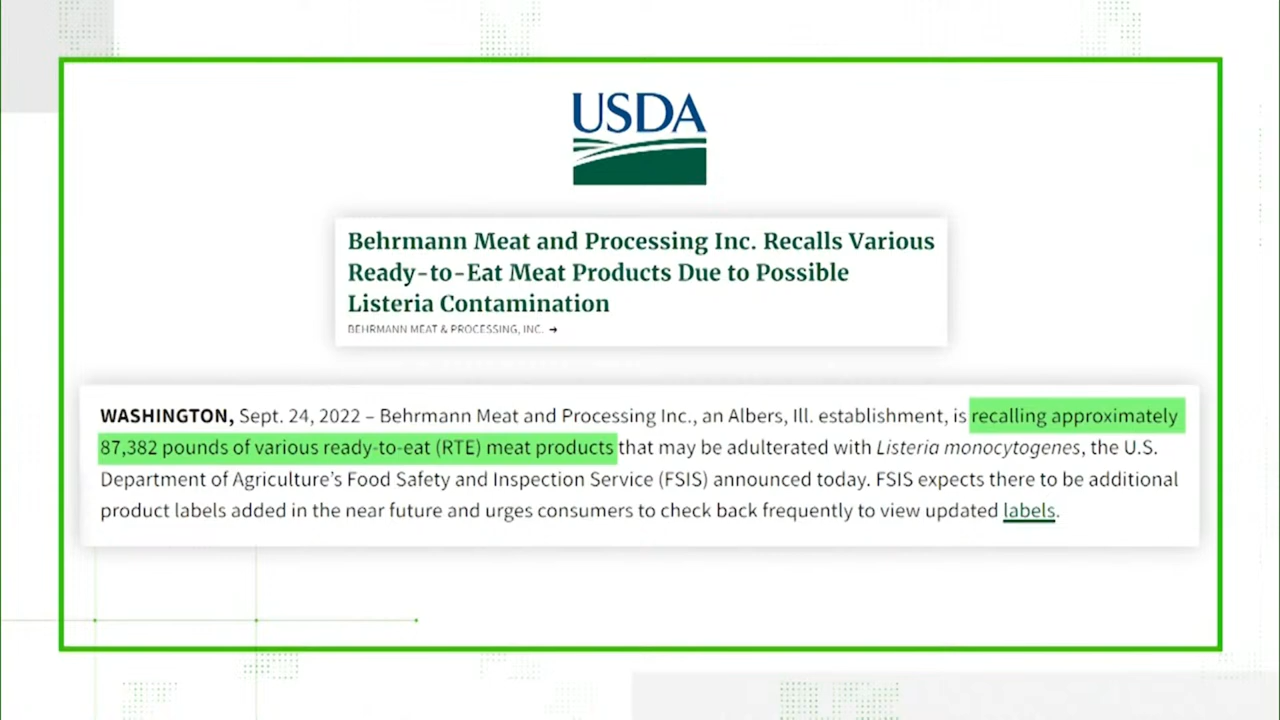 USDA
Behrmann Meat and Processing Inc. Recalls Various
Ready-to-Eat Meat Products Due to Possible
Listeria Contamination
BEHRMANN MEAT & PROCESSING, INC. →
WASHINGTON, Sept. 24, 2022 – Behrmann Meat and Processing Inc., an Albers, Ill. establishment, is recalling approximately
87,382 pounds of various ready-to-eat (RTE) meat products that may be adulterated with Listeria monocytogenes, the U.S.
Department of Agriculture’s Food Safety and Inspection Service (FSIS) announced today. FSIS expects there to be additional
product labels added in the near future and urges consumers to check back frequently to view updated labels.